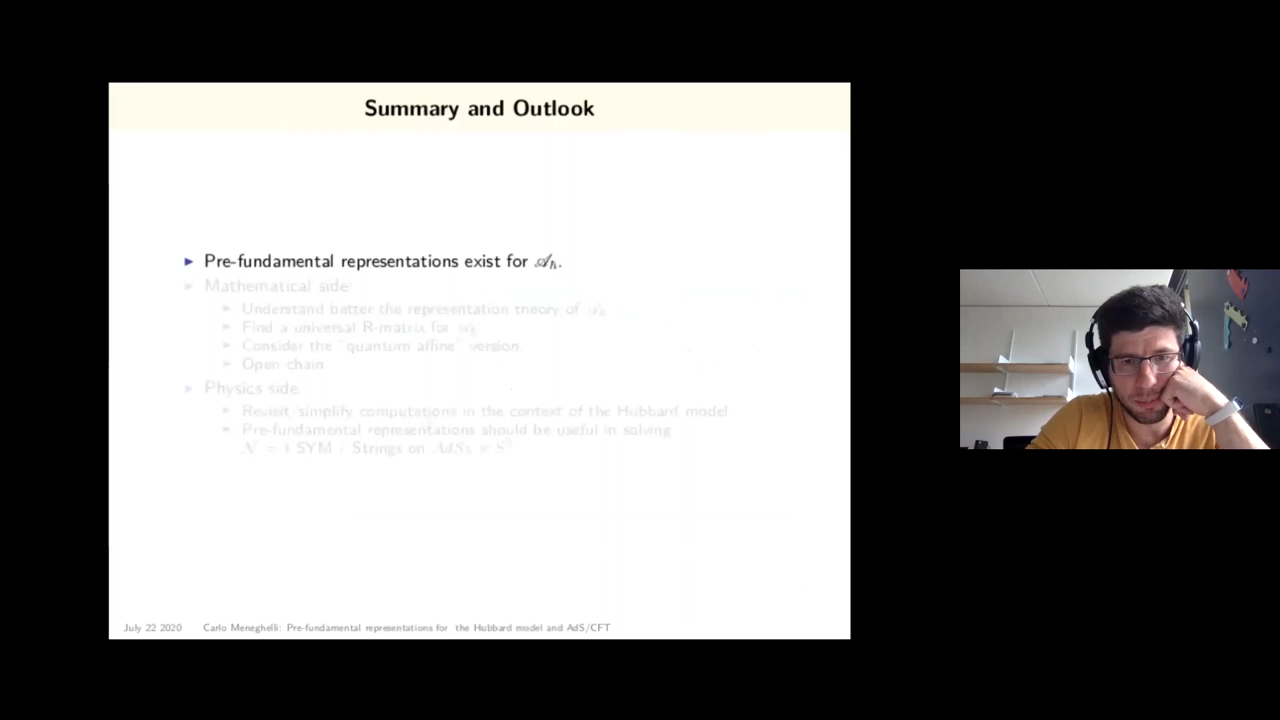 Summary and Outlook
► Pre-fundamental representations exist for 𝒜ℏ.
► Mathematical side:
► Understand better the representation theory of 𝒜ℏ
► Find a universal R-matrix for 𝒜ℏ
► Consider the "quantum affine" version.
► Open chain
► Physics side
► Revisit/simplify computations in the context of the Hubbard model
► Pre-fundamental representations should be useful in solving
𝒩 = 4 SYM / Strings on AdS₅ × S⁵
July 22 2020 Carlo Meneghelli: Pre-fundamental representations for the Hubbard model and AdS/CFT